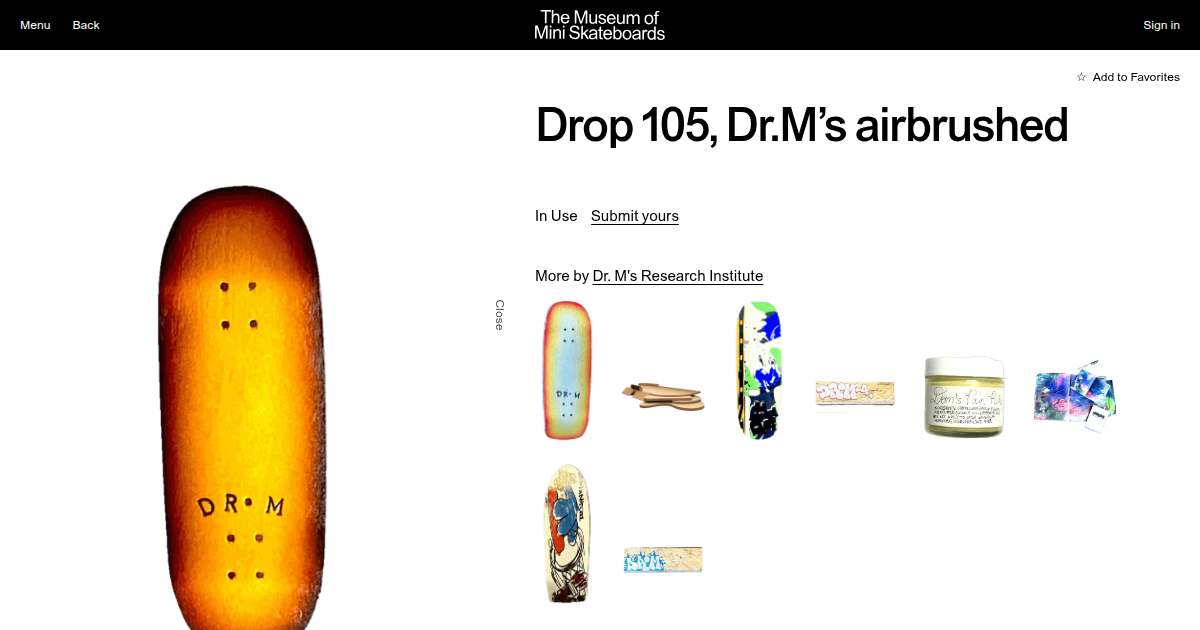 Menu Back
The Museum of
Mini Skateboards
Sign in
☆ Add to Favorites
Drop 105, Dr.M’s airbrushed
In Use Submit yours
More by Dr. M's Research Institute
Close
DR•M
DR•M